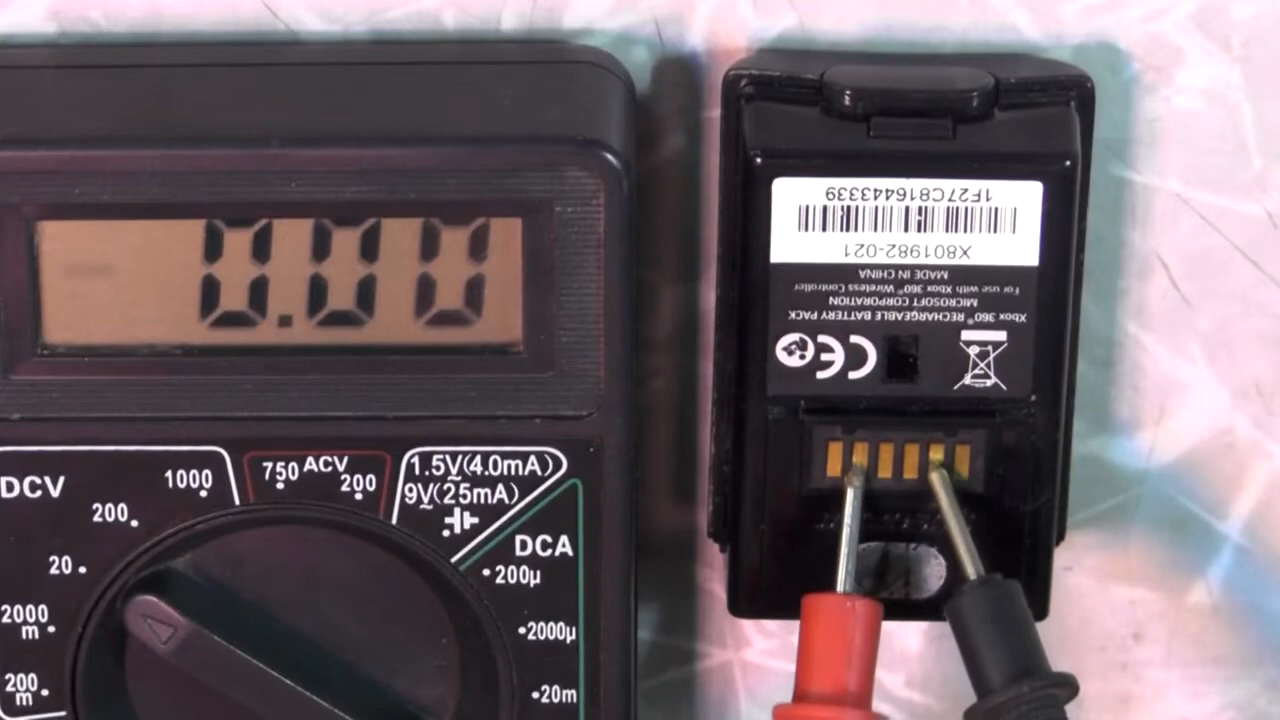 0.00
DCV
1000
200
20
2000
m
200
m
750 ACV
200
1.5V(4.0mA)
9V(25mA)
DCA
200µ
2000µ
20m
Xbox 360® RECHARGEABLE BATTERY PACK
MICROSOFT CORPORATION
For use with Xbox 360® Wireless Controller
MADE IN CHINA
X801982-021
1F27C816443339
CE